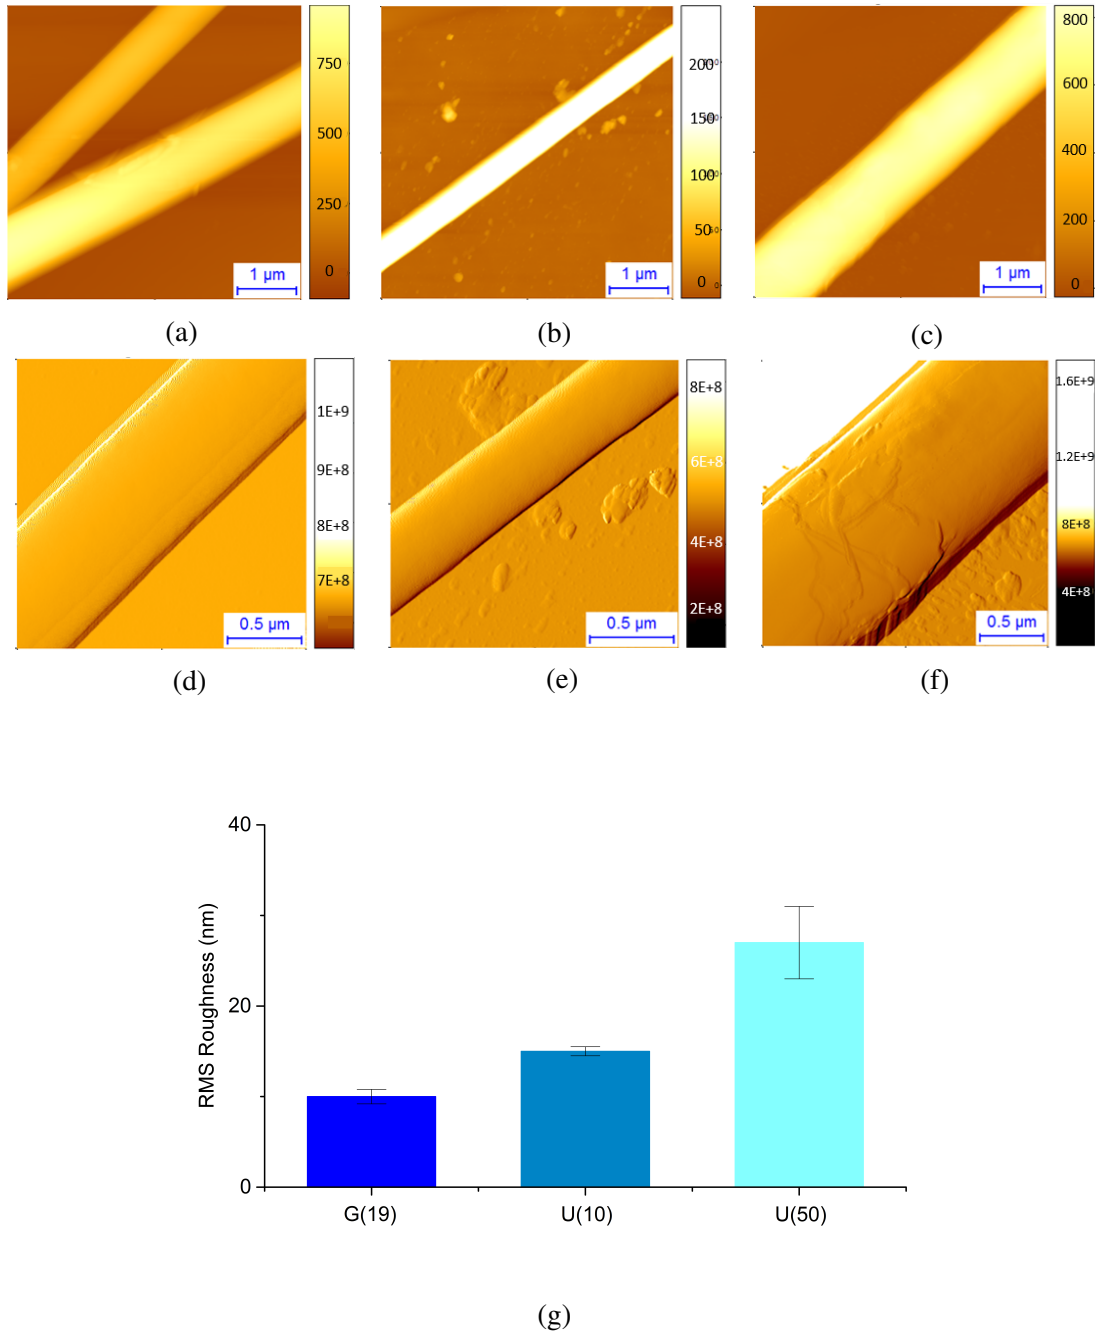 750
500
250
0
1 µm
200
150
100
50
0
1 µm
800
600
400
200
0
1 µm
(a)
(b)
(c)
1E+9
9E+8
8E+8
7E+8
0.5 µm
8E+8
6E+8
4E+8
2E+8
0.5 µm
1.6E+9
1.2E+9
8E+8
4E+8
0.5 µm
(d)
(e)
(f)
40
20
0
RMS Roughness (nm)
G(19)
U(10)
U(50)
(g)